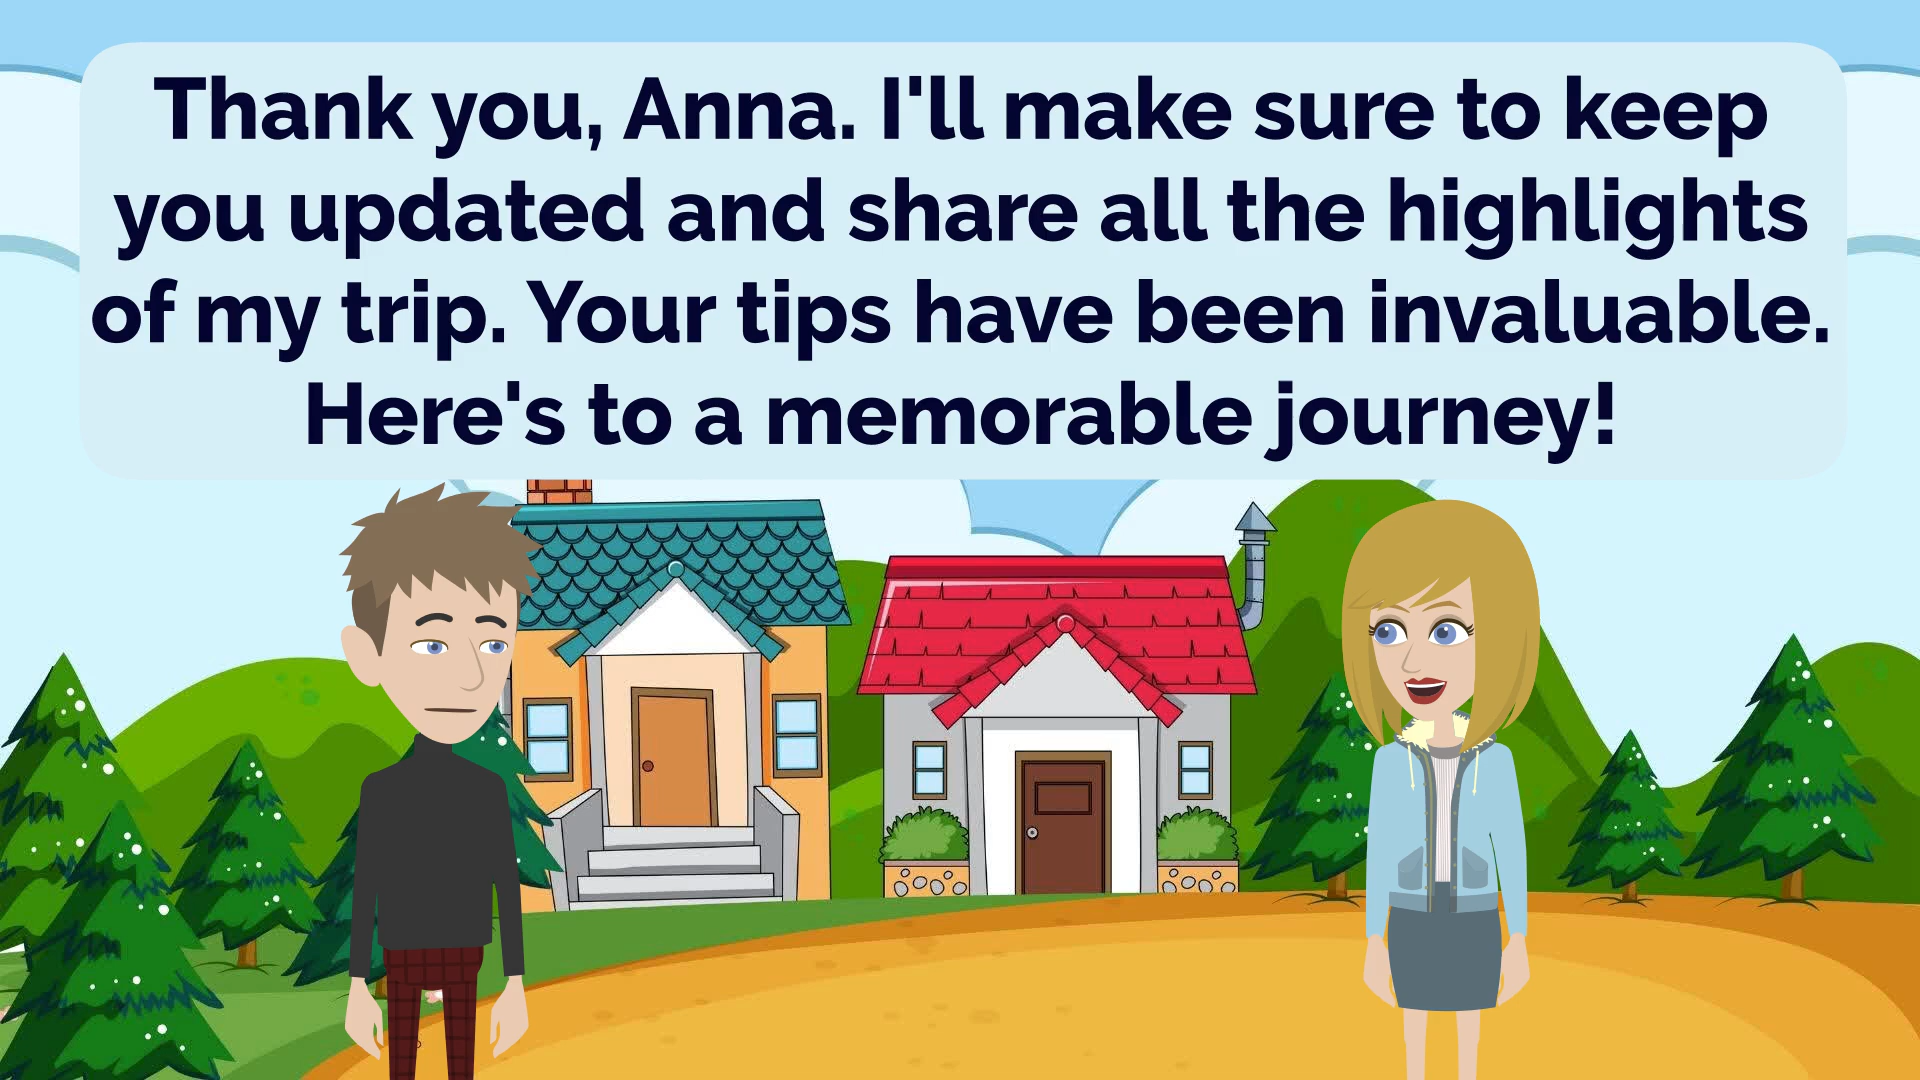 Thank you, Anna. I'll make sure to keep
you updated and share all the highlights
of my trip. Your tips have been invaluable.
Here's to a memorable journey!